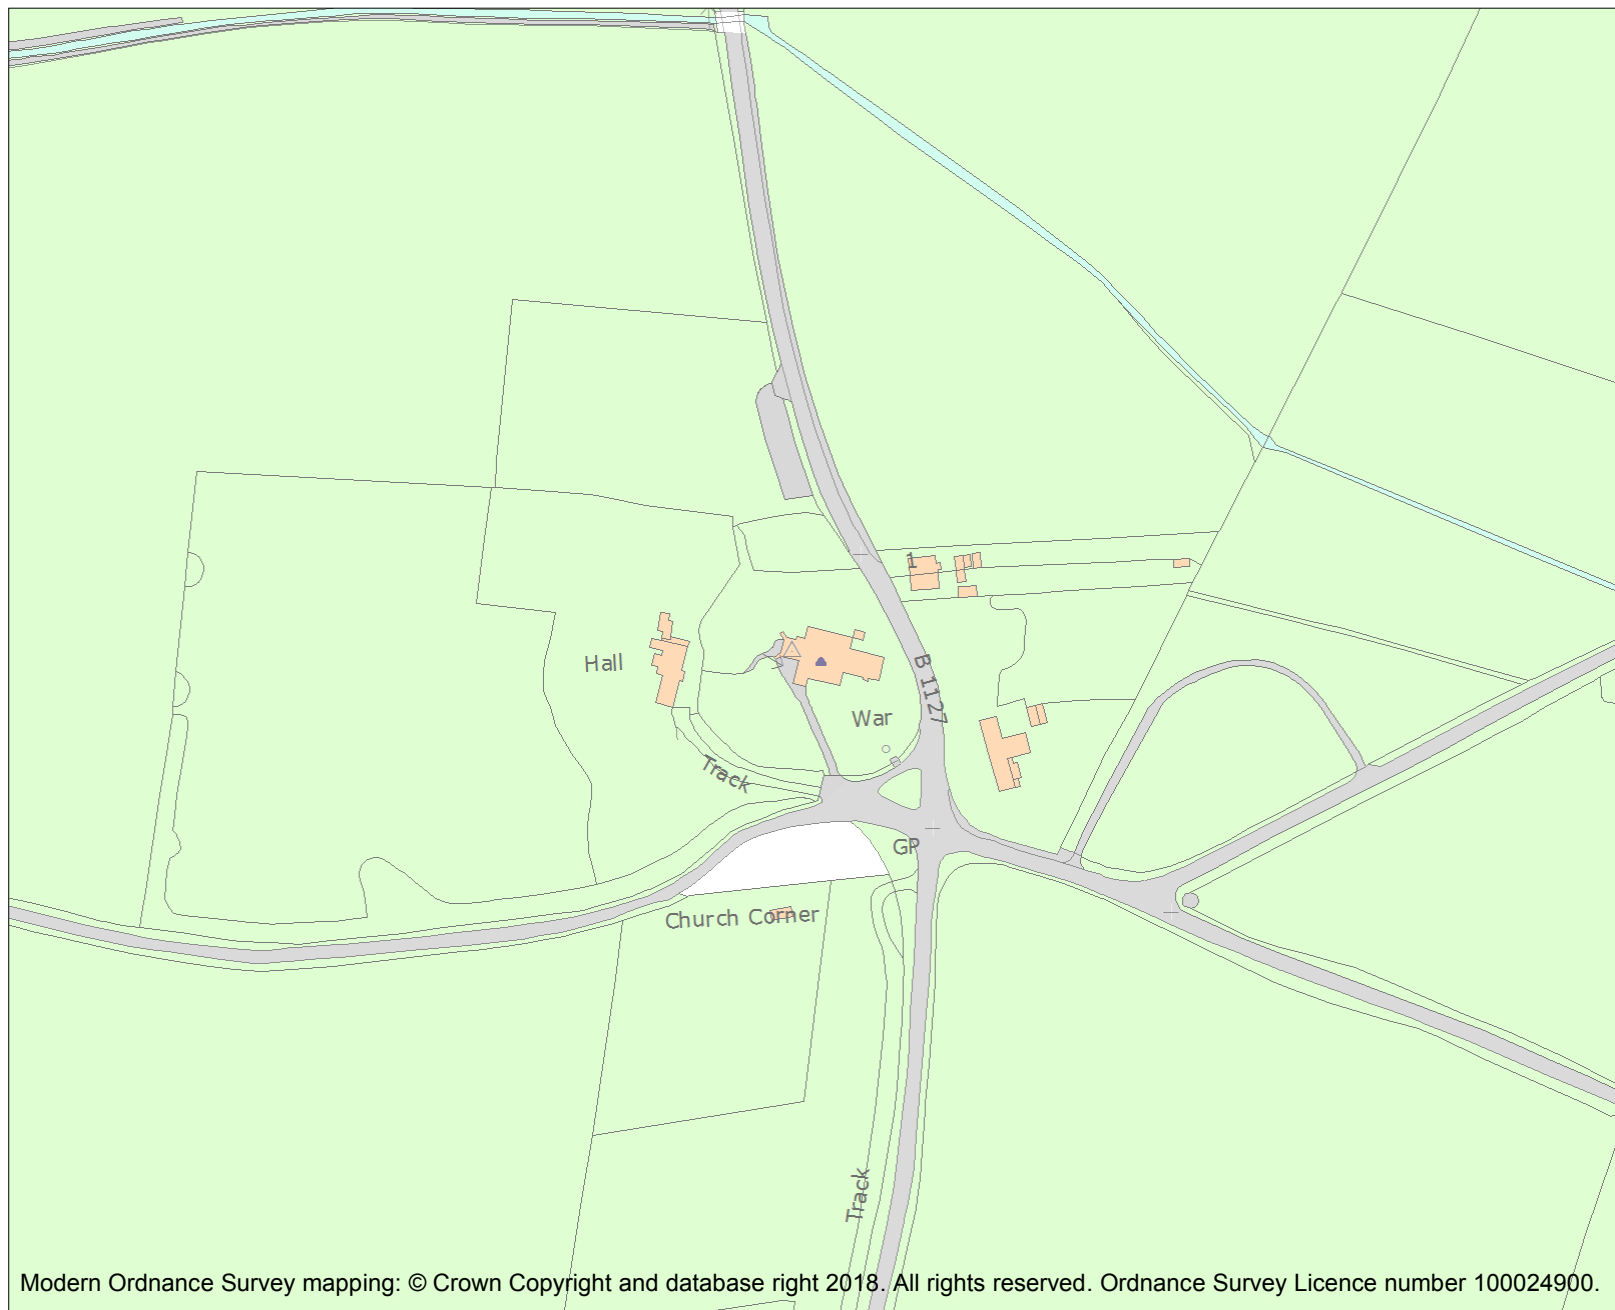 1
Hall
B 1127
War
Track
GP
Church Corner
Track
Modern Ordnance Survey mapping: © Crown Copyright and database right 2018. All rights reserved. Ordnance Survey Licence number 100024900.